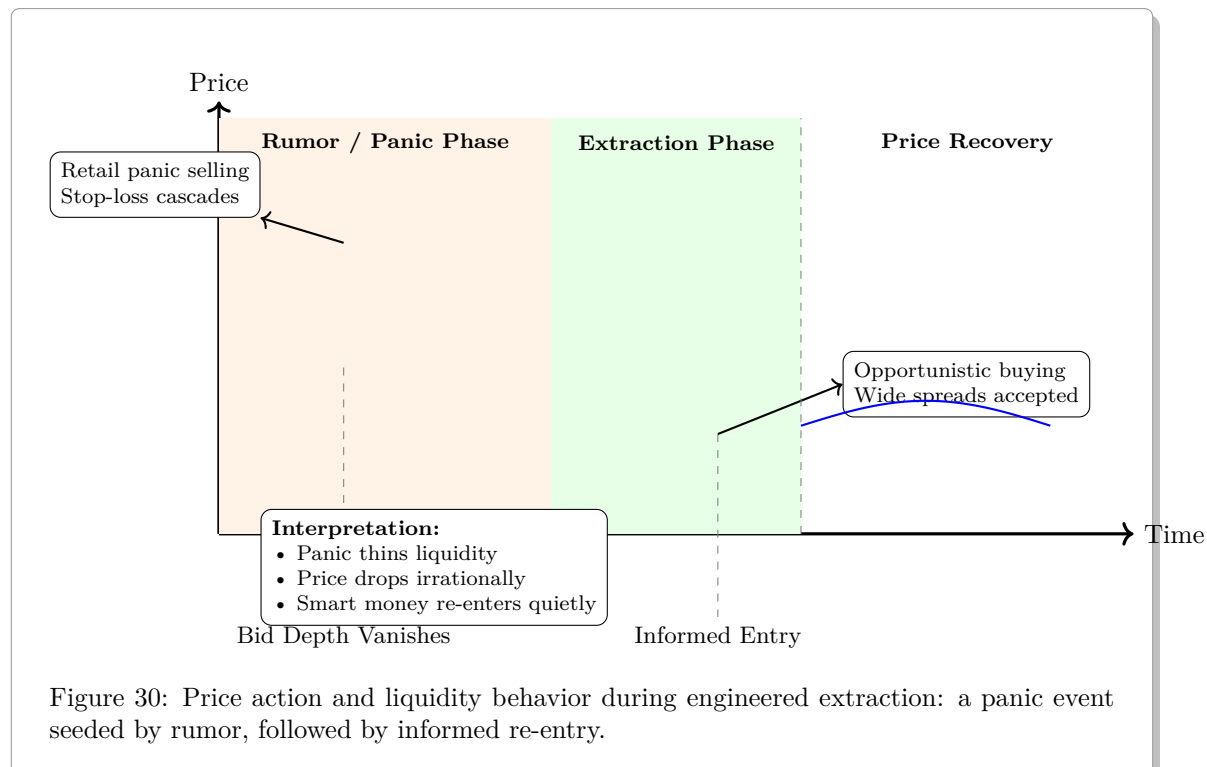 Price
Rumor / Panic Phase
Extraction Phase
Price Recovery
Retail panic selling
Stop-loss cascades
Opportunistic buying
Wide spreads accepted
Time
Interpretation:
• Panic thins liquidity
• Price drops irrationally
• Smart money re-enters quietly
Bid Depth Vanishes
Informed Entry
Figure 30: Price action and liquidity behavior during engineered extraction: a panic event
seeded by rumor, followed by informed re-entry.